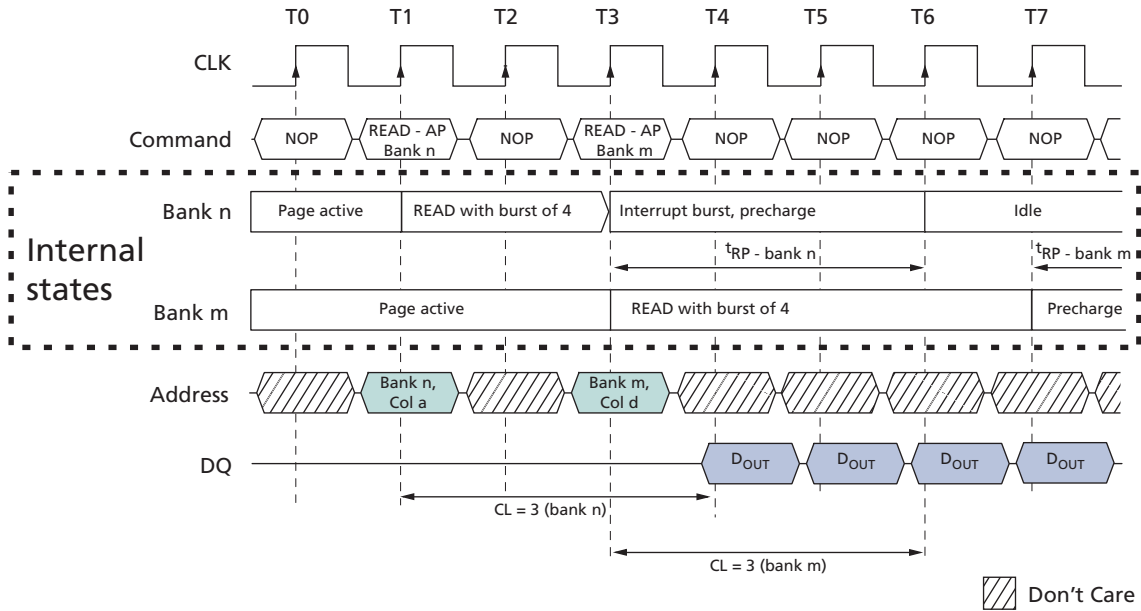 T0 T1 T2 T3 T4 T5 T6 T7
CLK
Command NOP READ - AP Bank n NOP READ - AP Bank m NOP NOP NOP NOP
Internal states
Bank n Page active READ with burst of 4 Interrupt burst, precharge Idle
tRP - bank n tRP - bank m
Bank m Page active READ with burst of 4 Precharge
Address Bank n, Col a Bank m, Col d
DQ DOUT DOUT DOUT DOUT
CL = 3 (bank n)
CL = 3 (bank m)
Don't Care